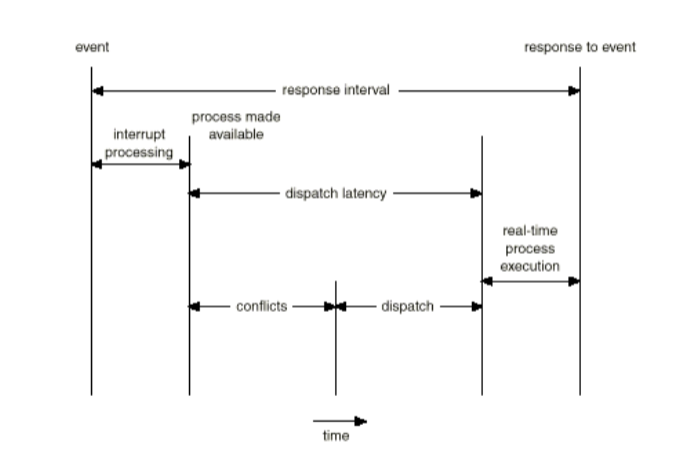 event
response to event
response interval
process made
available
interrupt
processing
dispatch latency
real-time
process
execution
conflicts
dispatch
time